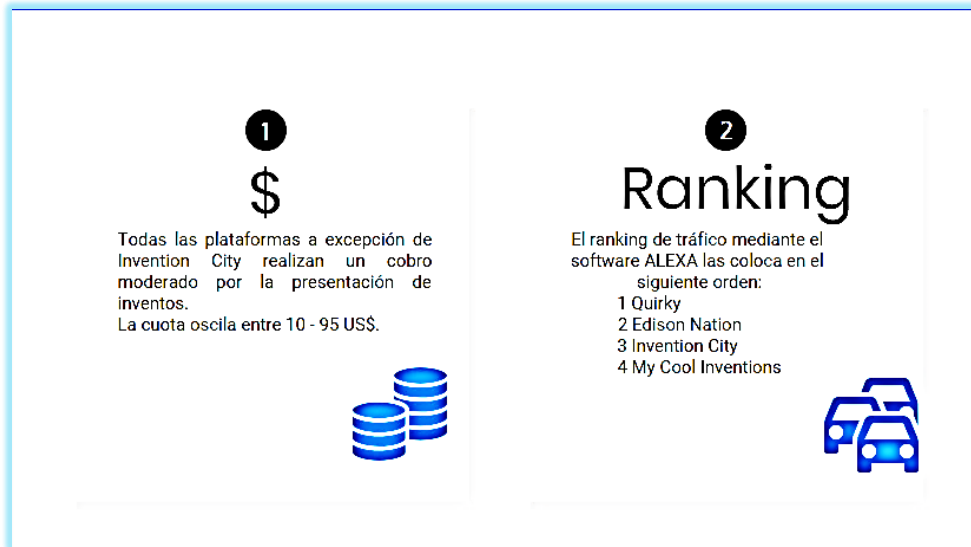 1
$
Todas las plataformas a excepción de
Invention City realizan un cobro
moderado por la presentación de
inventos.
La cuota oscila entre 10 - 95 US$.
2
Ranking
El ranking de tráfico mediante el
software ALEXA las coloca en el
siguiente orden:
1 Quirky
2 Edison Nation
3 Invention City
4 My Cool Inventions